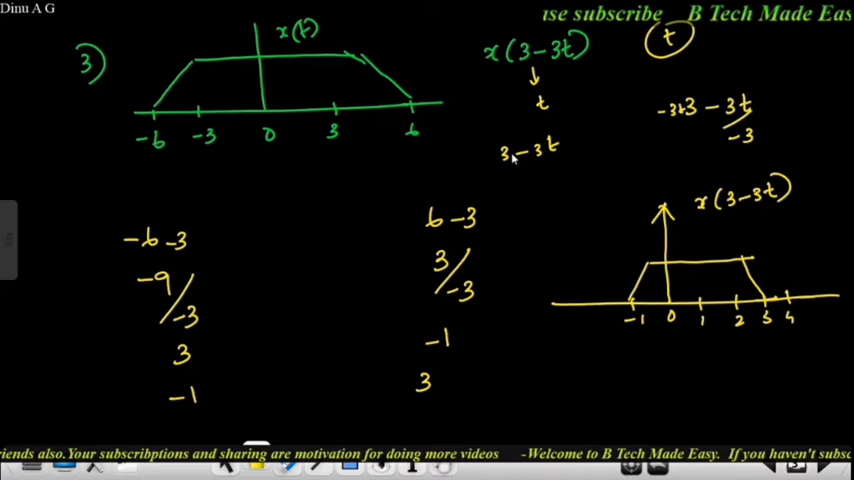 Dinu A G
use subscribe B Tech Made Eas
3)
x(t)
-6 -3 0 3 6
x(3-3t)
t
t
3-3t
-3+3-3t
-3
-6-3
-9
-3
3
-1
6-3
3
-3
-1
3
x(3-3t)
-1 0 1 2 3 4
riends also.Your subscribptions and sharing are motivation for doing more videos -Welcome to B Tech Made Easy. If you haven't subsc